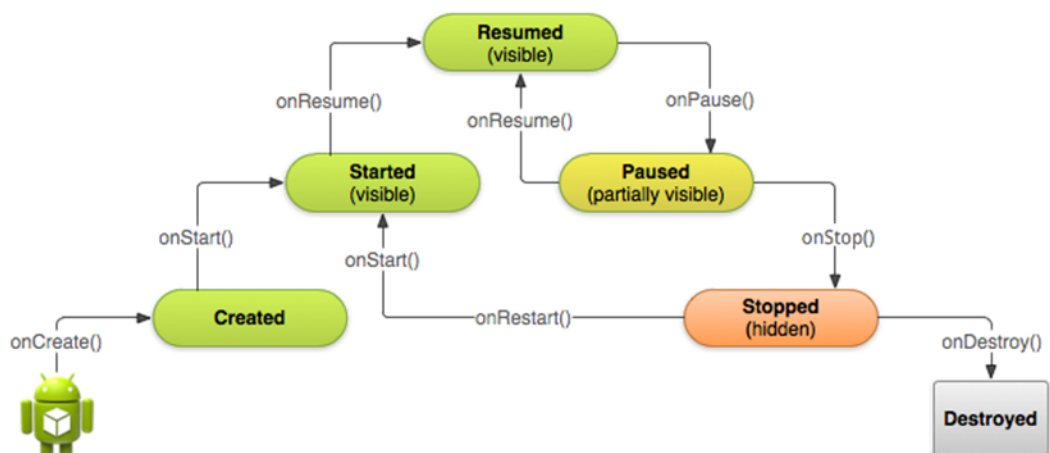 Resumed
(visible)
onResume()
onResume()
onPause()
Started
(visible)
Paused
(partially visible)
onStart()
onStart()
onStop()
Created
onRestart()
Stopped
(hidden)
onCreate()
onDestroy()
Destroyed